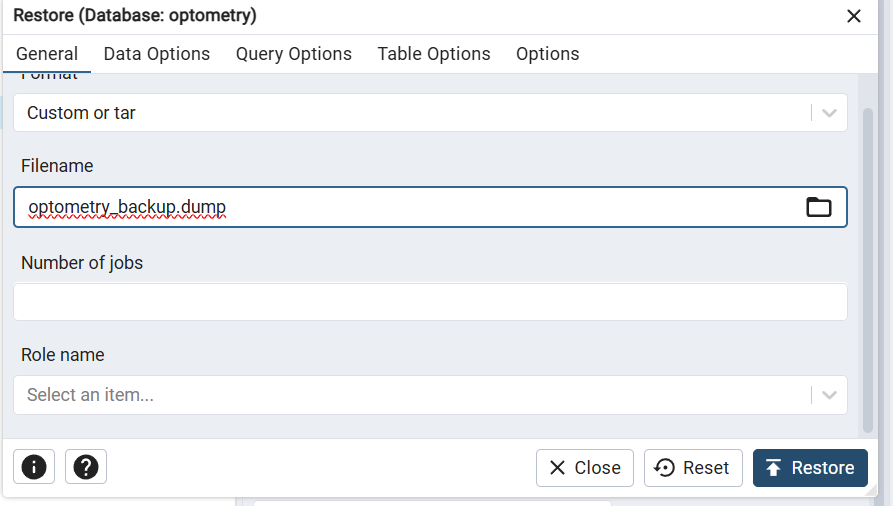 Restore (Database: optometry)
General Data Options Query Options Table Options Options
Format
Custom or tar
Filename
optometry_backup.dump
Number of jobs
Role name
Select an item...
Close Reset Restore